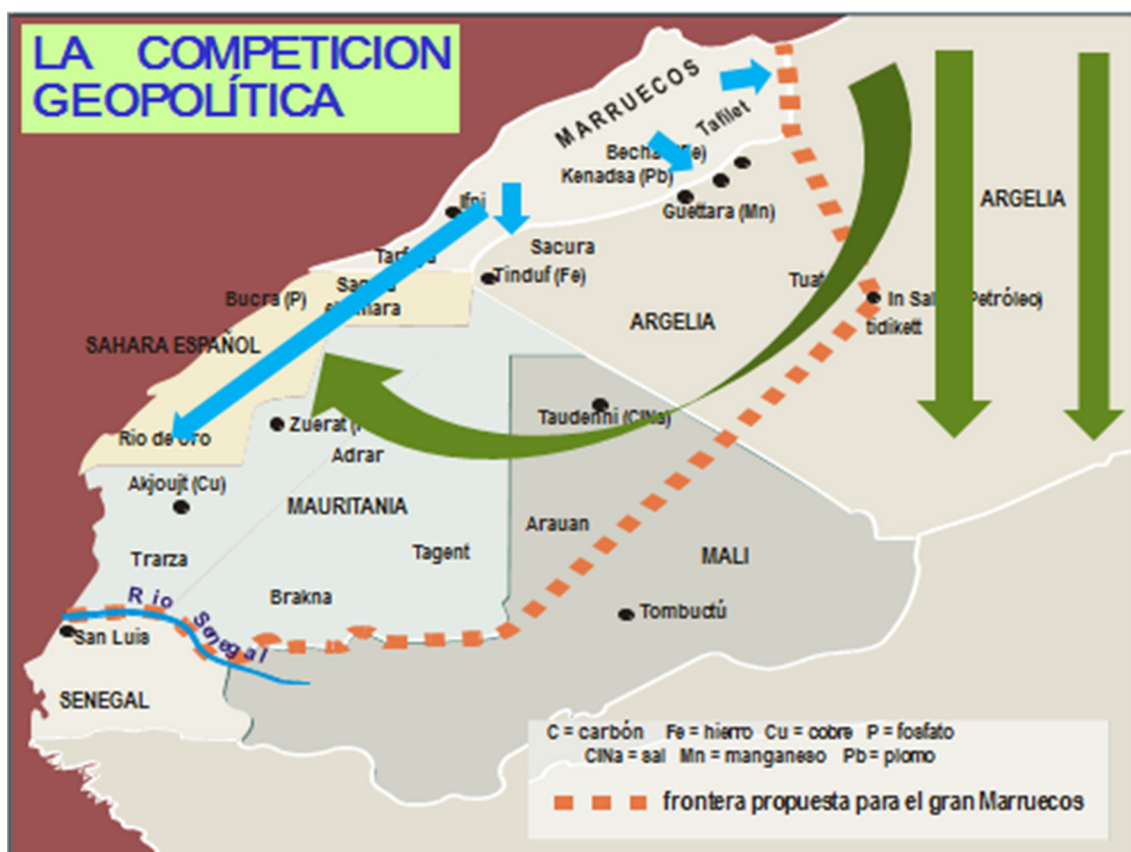 LA COMPETICION
GEOPOLÍTICA
MARRUECOS
Tafilet
Kenadsa (Pb)
Guettara (Mn)
ARGELIA
Sacura
Tinduf (Fe)
Bucra (P)
ARGELIA
tidikett
SAHARA ESPAÑOL
Taudenni (ClNa)
Rio de oro
Zuerat
Adrar
Akjoujt (Cu)
MAURITANIA
Arauan
Tagent
MALI
Trarza
Brakna
Tombuctú
Rio Senegal
San Luis
SENEGAL
C = carbón Fe = hierro Cu = cobre P = fosfato
ClNa = sal Mn = manganeso Pb = plomo
frontera propuesta para el gran Marruecos